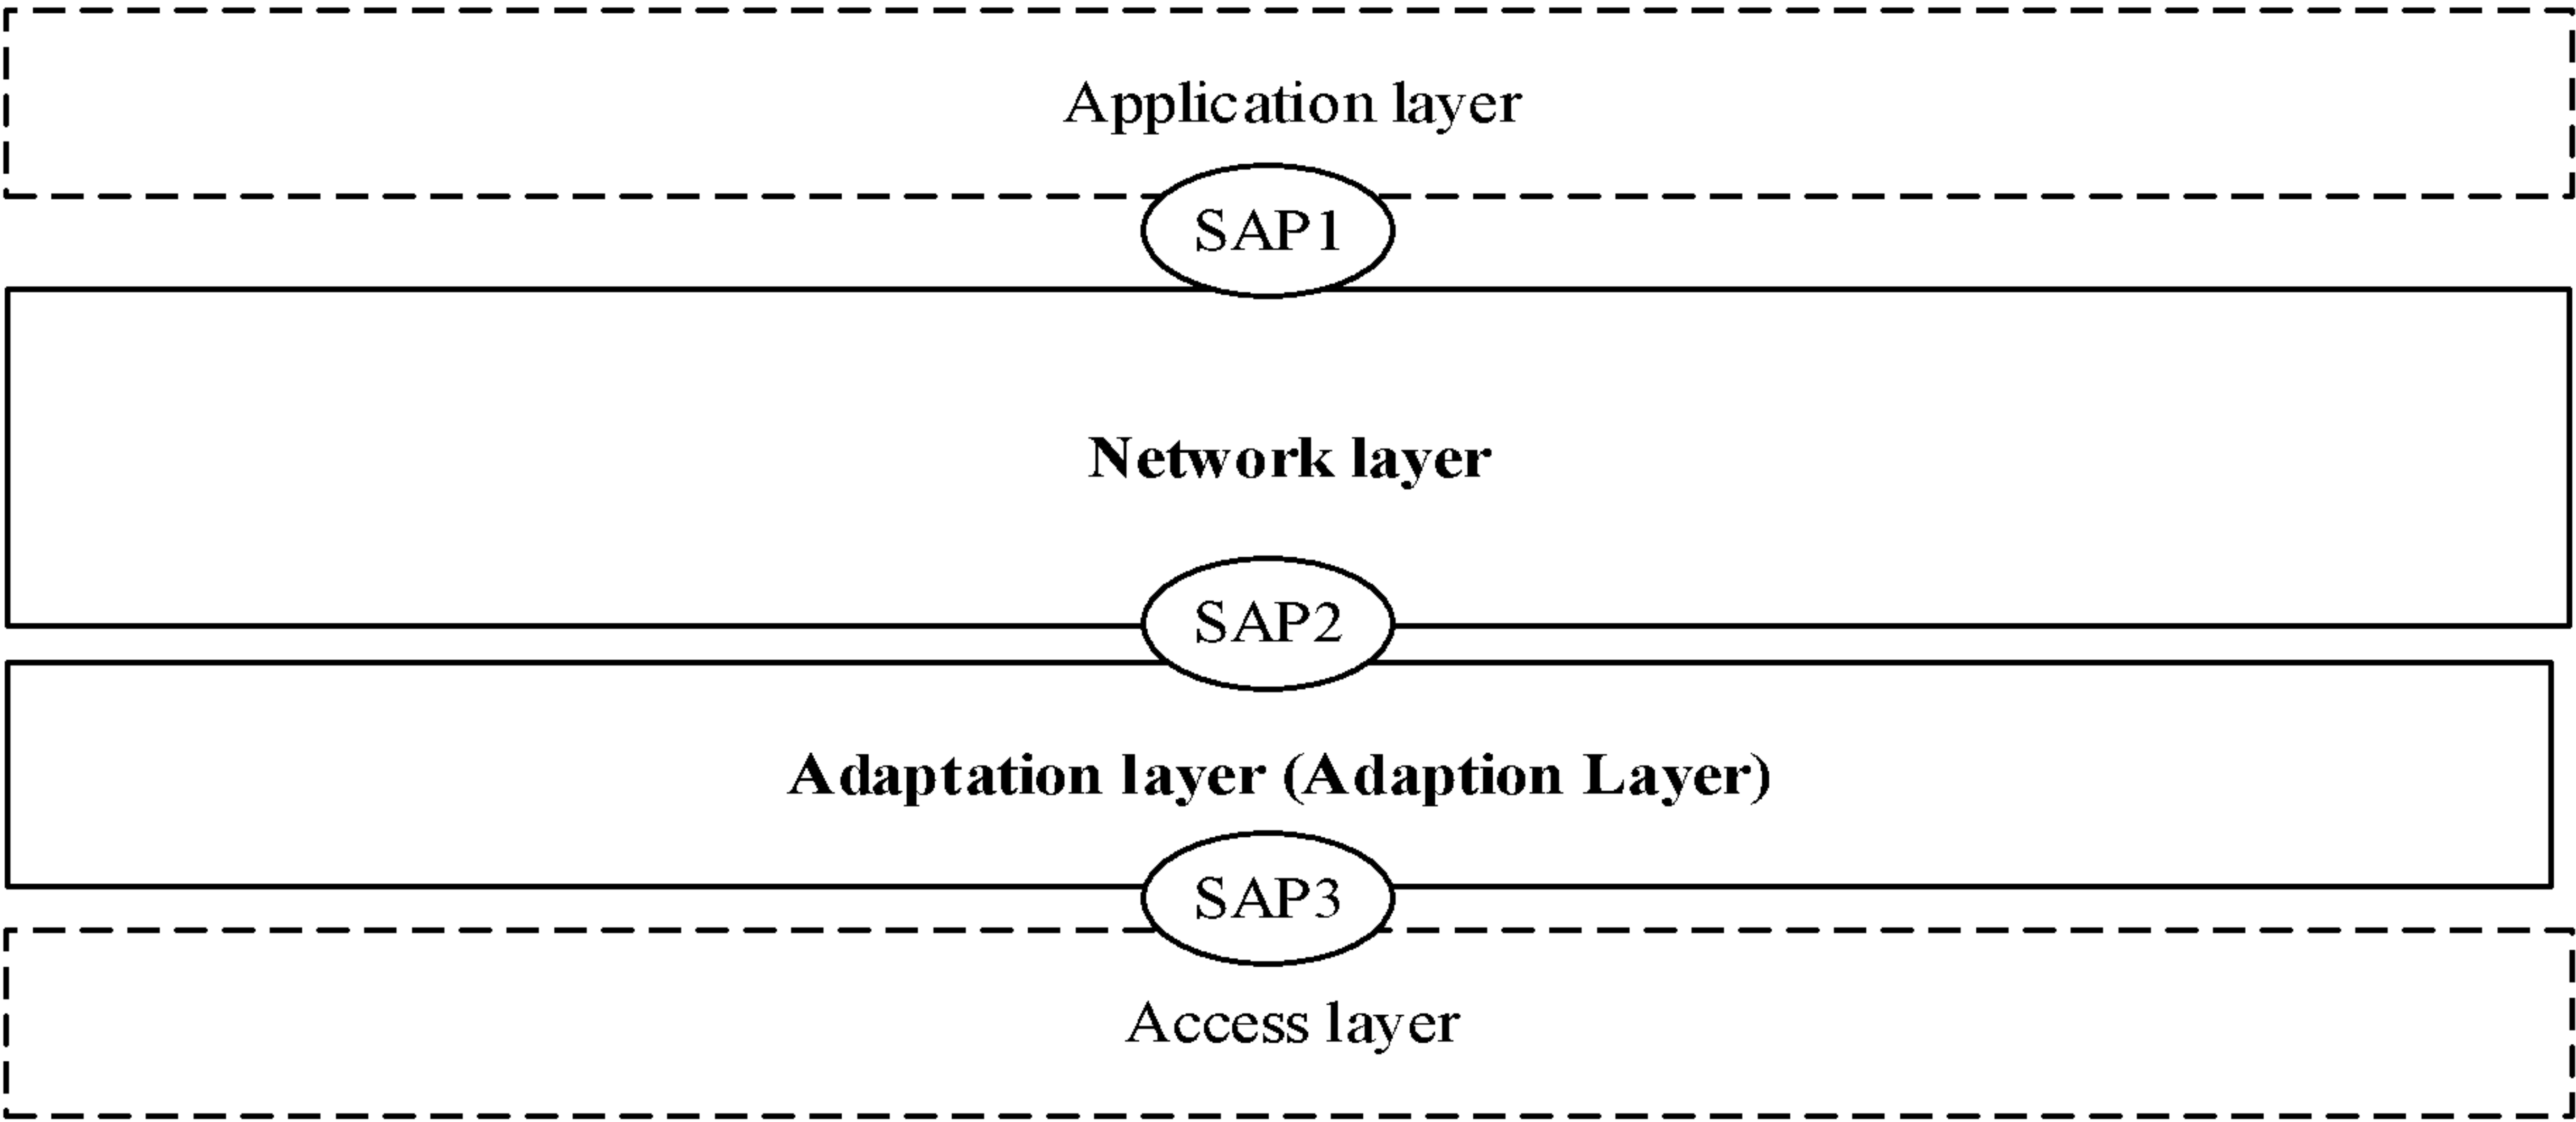 Application layer
SAP1
Network layer
SAP2
Adaptation layer (Adaption Layer)
SAP3
Access layer